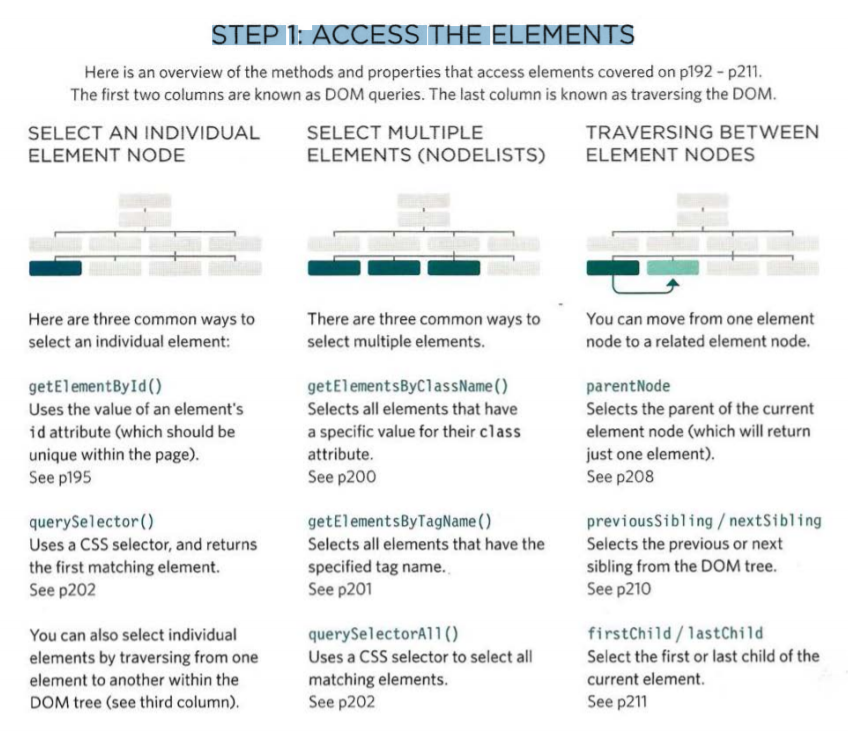 STEP 1: ACCESS THE ELEMENTS
Here is an overview of the methods and properties that access elements covered on p192 – p211.
The first two columns are known as DOM queries. The last column is known as traversing the DOM.
SELECT AN INDIVIDUAL
ELEMENT NODE
Here are three common ways to
select an individual element:
getElementById()
Uses the value of an element's
id attribute (which should be
unique within the page).
See p195
querySelector()
Uses a CSS selector, and returns
the first matching element.
See p202
You can also select individual
elements by traversing from one
element to another within the
DOM tree (see third column).
SELECT MULTIPLE
ELEMENTS (NODELISTS)
There are three common ways to
select multiple elements.
getElementsByClassName()
Selects all elements that have
a specific value for their class
attribute.
See p200
getElementsByTagName()
Selects all elements that have the
specified tag name.
See p201
querySelectorAll()
Uses a CSS selector to select all
matching elements.
See p202
TRAVERSING BETWEEN
ELEMENT NODES
You can move from one element
node to a related element node.
parentNode
Selects the parent of the current
element node (which will return
just one element).
See p208
previousSibling / nextSibling
Selects the previous or next
sibling from the DOM tree.
See p210
firstChild / lastChild
Select the first or last child of the
current element.
See p211